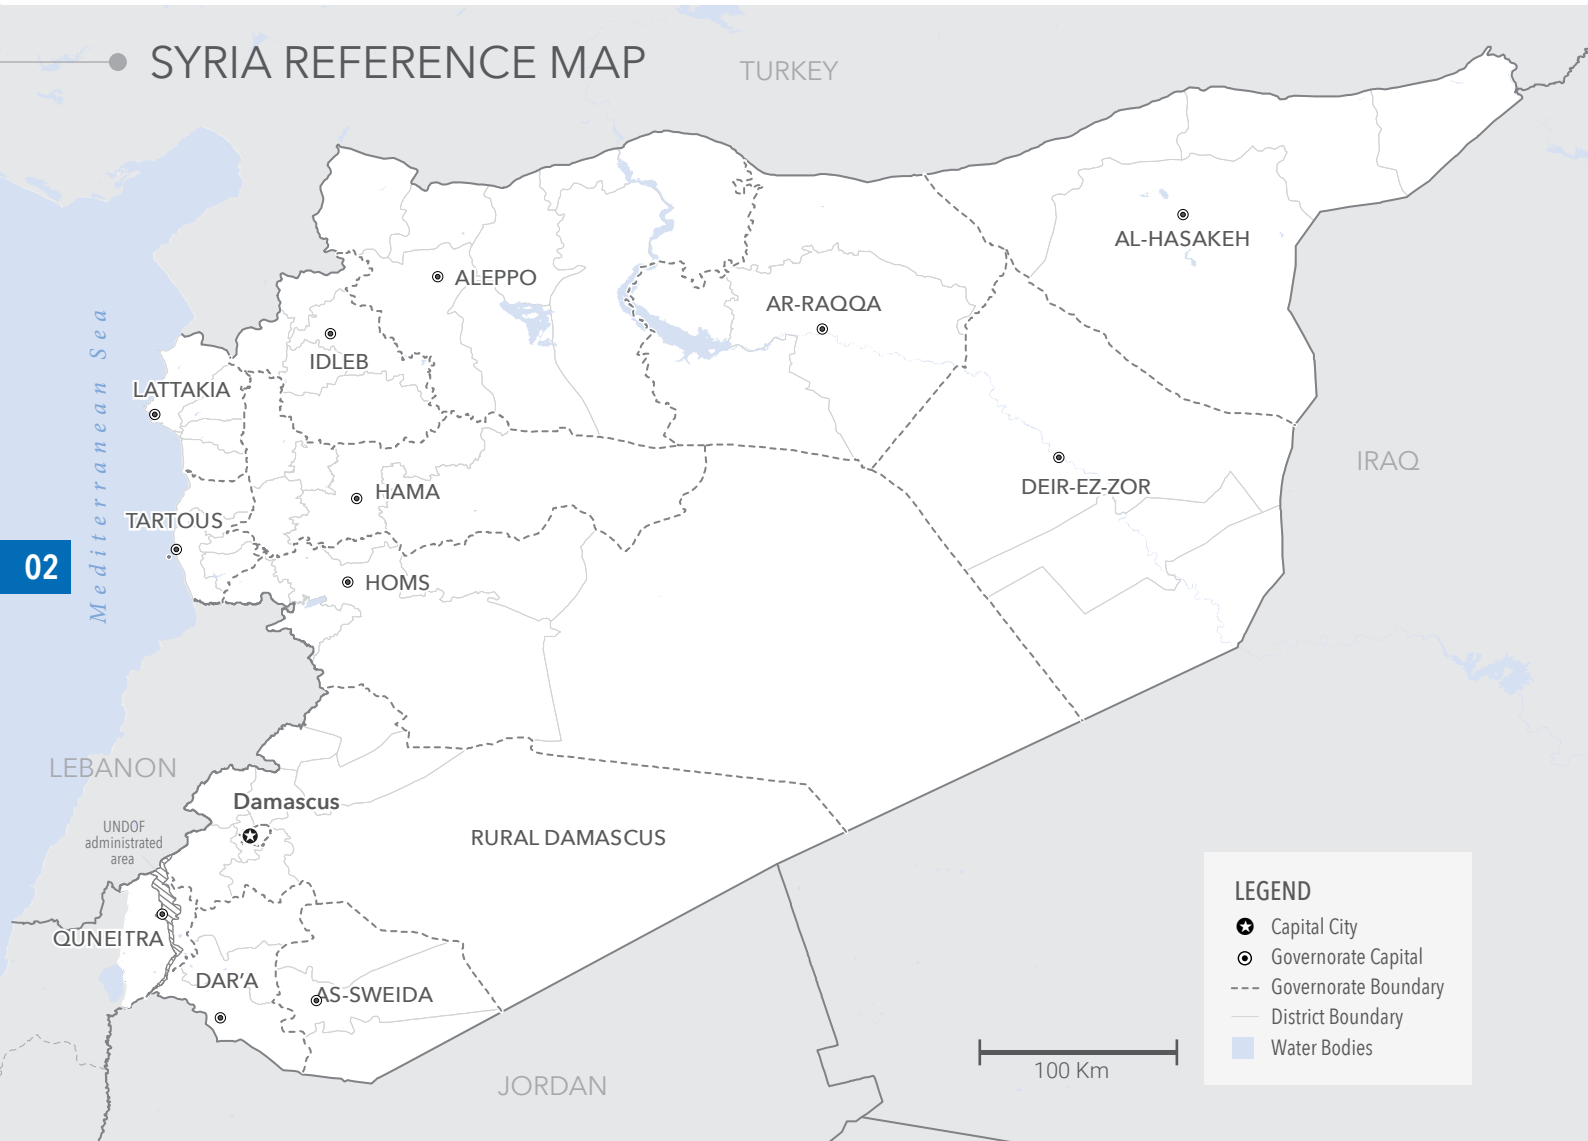 SYRIA REFERENCE MAP
TURKEY
AL-HASAKEH
ALEPPO
AR-RAQQA
IDLEB
LATTAKIA
Mediterranean Sea
IRAQ
DEIR-EZ-ZOR
HAMA
TARTOUS
02
HOMS
LEBANON
Damascus
UNDOF
administrated
area
RURAL DAMASCUS
QUNEITRA
DAR'A
AS-SWEIDA
JORDAN
100 Km
LEGEND
Capital City
Governorate Capital
Governorate Boundary
District Boundary
Water Bodies